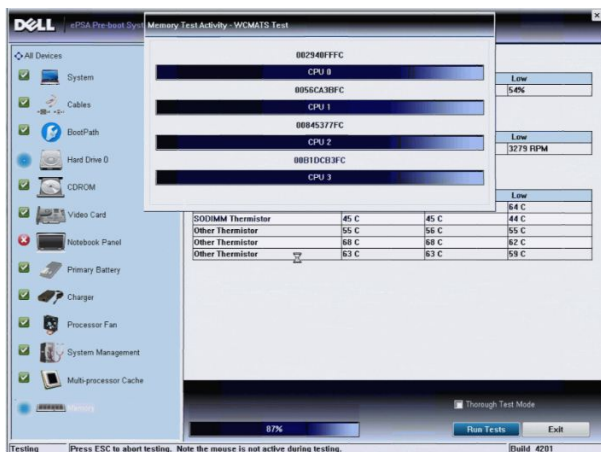 DELL
ePSA Pre-boot Syst
Memory Test Activity - WCMATS Test
002940FFFC
CPU 0
0056CA3BFC
CPU 1
00845377FC
CPU 2
00B1DCB3FC
CPU 3
All Devices
System
Cables
BootPath
Hard Drive 0
CDROM
Video Card
Notebook Panel
Primary Battery
Charger
Processor Fan
System Management
Multi-processor Cache
Memory
Low
54%
Low
3279 RPM
Low
64 C
SODIMM Thermistor 45 C 45 C 44 C
Other Thermistor 55 C 56 C 55 C
Other Thermistor 68 C 68 C 62 C
Other Thermistor 63 C 63 C 59 C
Thorough Test Mode
87%
Run Tests
Exit
Testing
Press ESC to abort testing. Note the mouse is not active during testing.
Build 4201